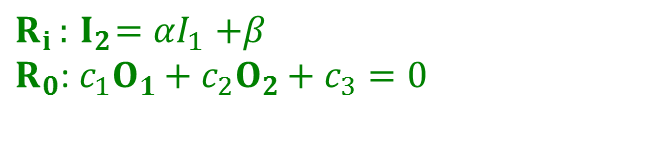 Rᵢ: I₂ = αI₁ +β
R₀: c₁O₁ + c₂O₂ + c₃ = 0